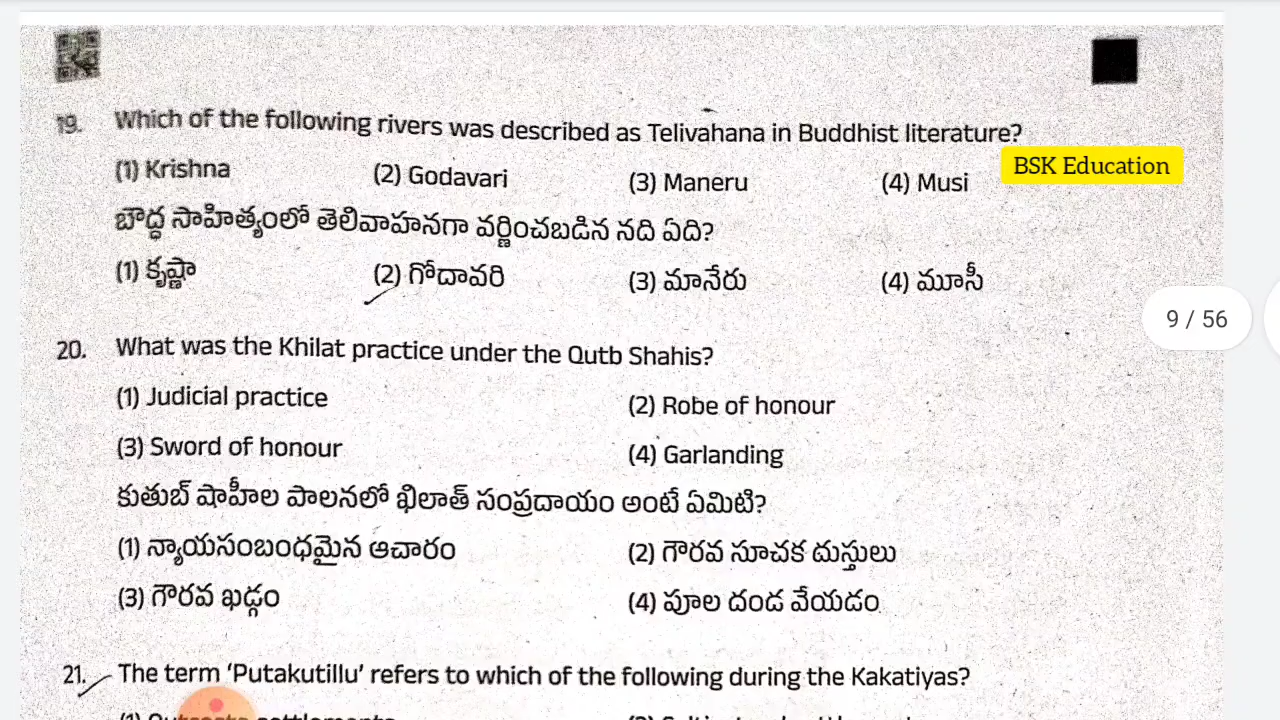 19. Which of the following rivers was described as Telivahana in Buddhist literature?
(1) Krishna (2) Godavari (3) Maneru (4) Musi
BSK Education
బౌద్ధ సాహిత్యంలో తెలివాహనగా వర్ణించబడిన నది ఏది?
(1) కృష్ణా (2) గోదావరి (3) మానేరు (4) మూసీ
9 / 56
20. What was the Khilat practice under the Qutb Shahis?
(1) Judicial practice (2) Robe of honour
(3) Sword of honour (4) Garlanding
కుతుబ్ షాహీల పాలనలో ఖిలాత్ సంప్రదాయం అంటే ఏమిటి?
(1) న్యాయసంబంధమైన ఆచారం (2) గౌరవ సూచక దుస్తులు
(3) గౌరవ ఖడ్గం (4) పూల దండ వేయడం
21. The term ‘Putakutillu’ refers to which of the following during the Kakatiyas?